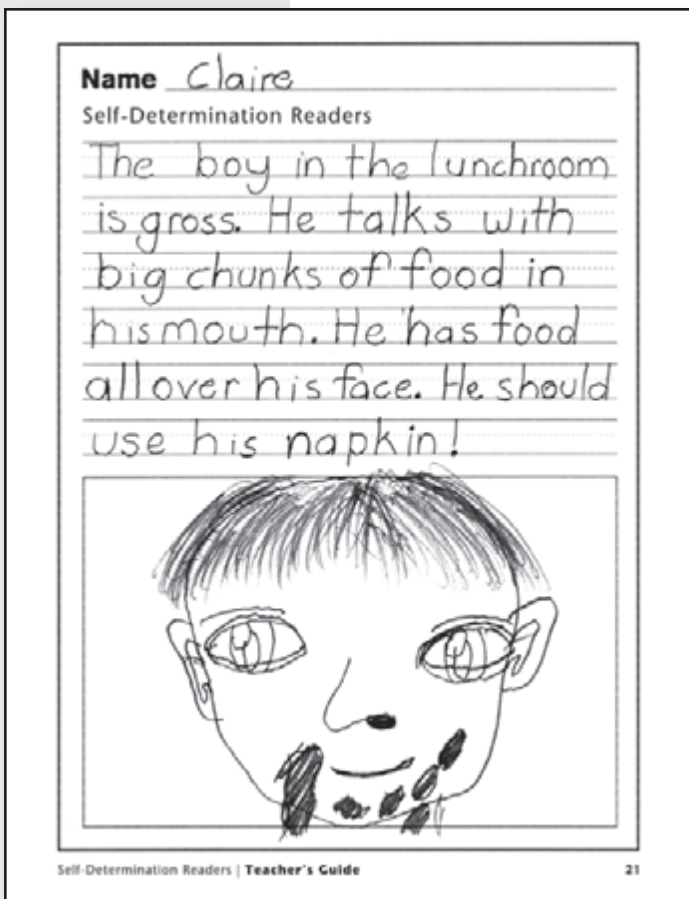 Name Claire
Self-Determination Readers
The boy in the lunchroom
is gross. He talks with
big chunks of food in
his mouth. He has food
all over his face. He should
use his napkin!
Self-Determination Readers | Teacher's Guide 21